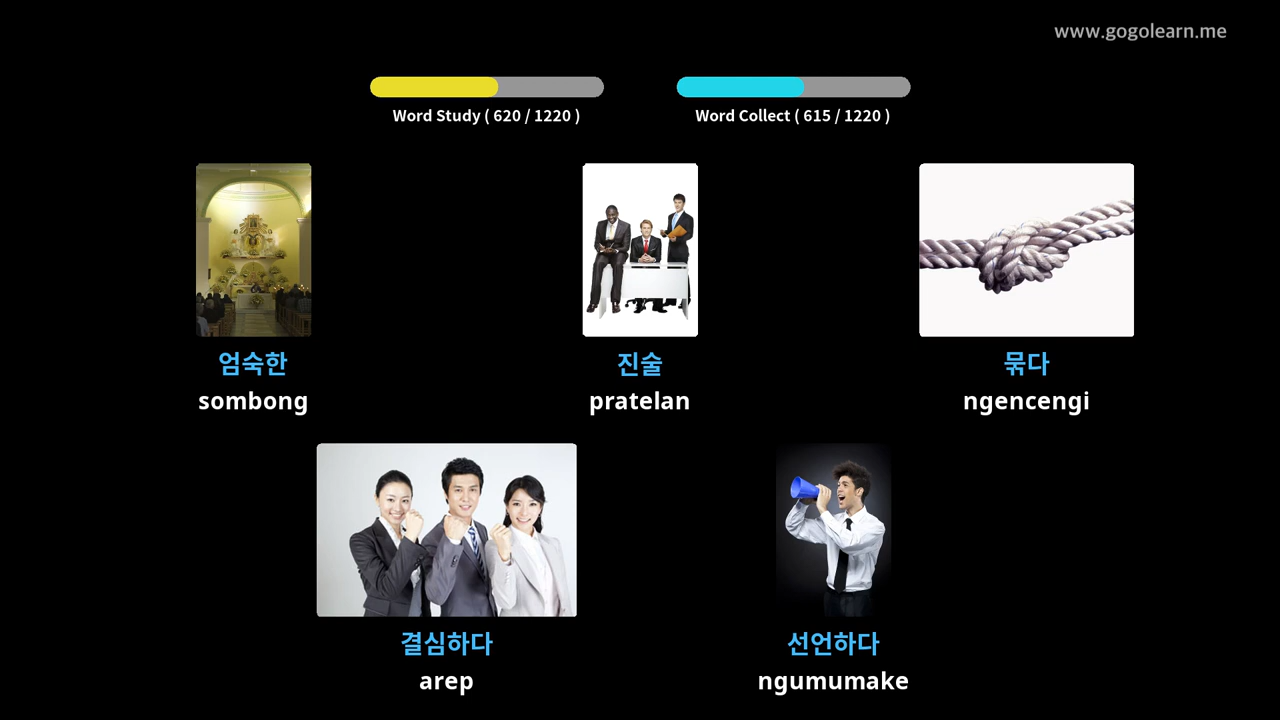 www.gogolearn.me
Word Study ( 620 / 1220 )
Word Collect ( 615 / 1220 )
엄숙한
sombong
진술
pratelan
묶다
ngencengi
결심하다
arep
선언하다
ngumumake